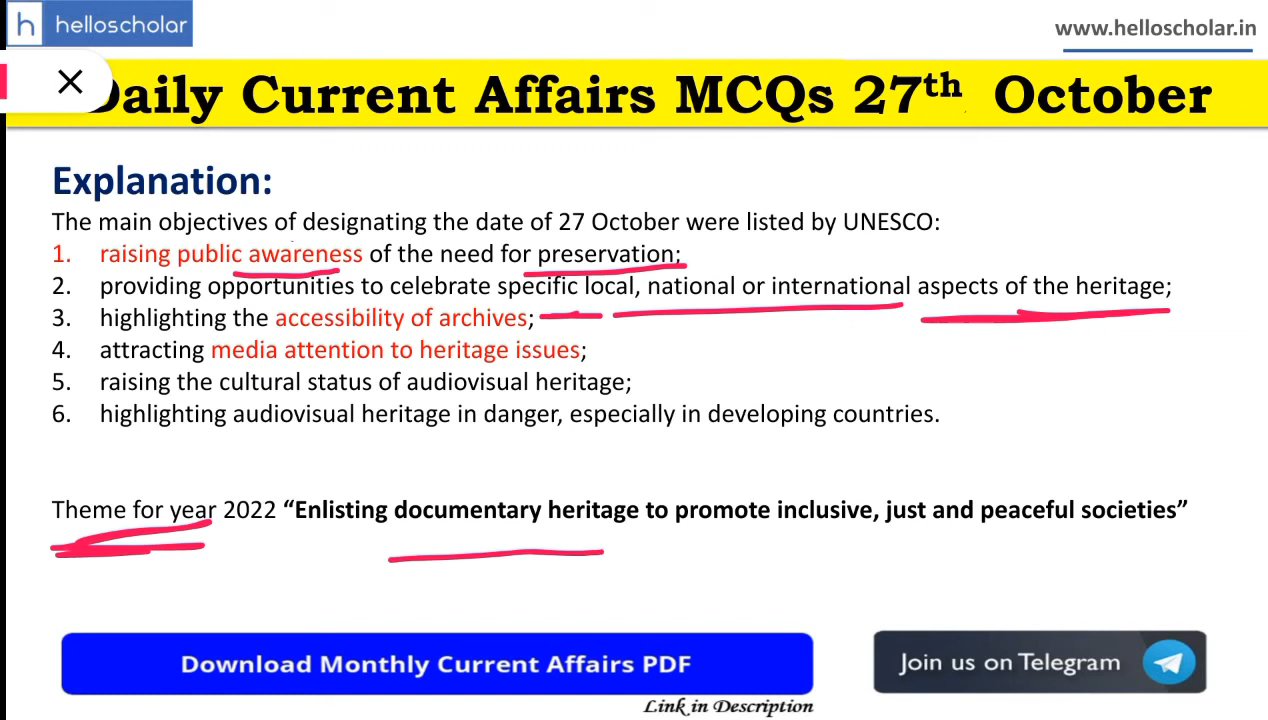 h helloscholar
www.helloscholar.in
Daily Current Affairs MCQs 27th October
Explanation:
The main objectives of designating the date of 27 October were listed by UNESCO:
1. raising public awareness of the need for preservation;
2. providing opportunities to celebrate specific local, national or international aspects of the heritage;
3. highlighting the accessibility of archives;
4. attracting media attention to heritage issues;
5. raising the cultural status of audiovisual heritage;
6. highlighting audiovisual heritage in danger, especially in developing countries.
Theme for year 2022 “Enlisting documentary heritage to promote inclusive, just and peaceful societies”
Download Monthly Current Affairs PDF
Join us on Telegram
Link in Description